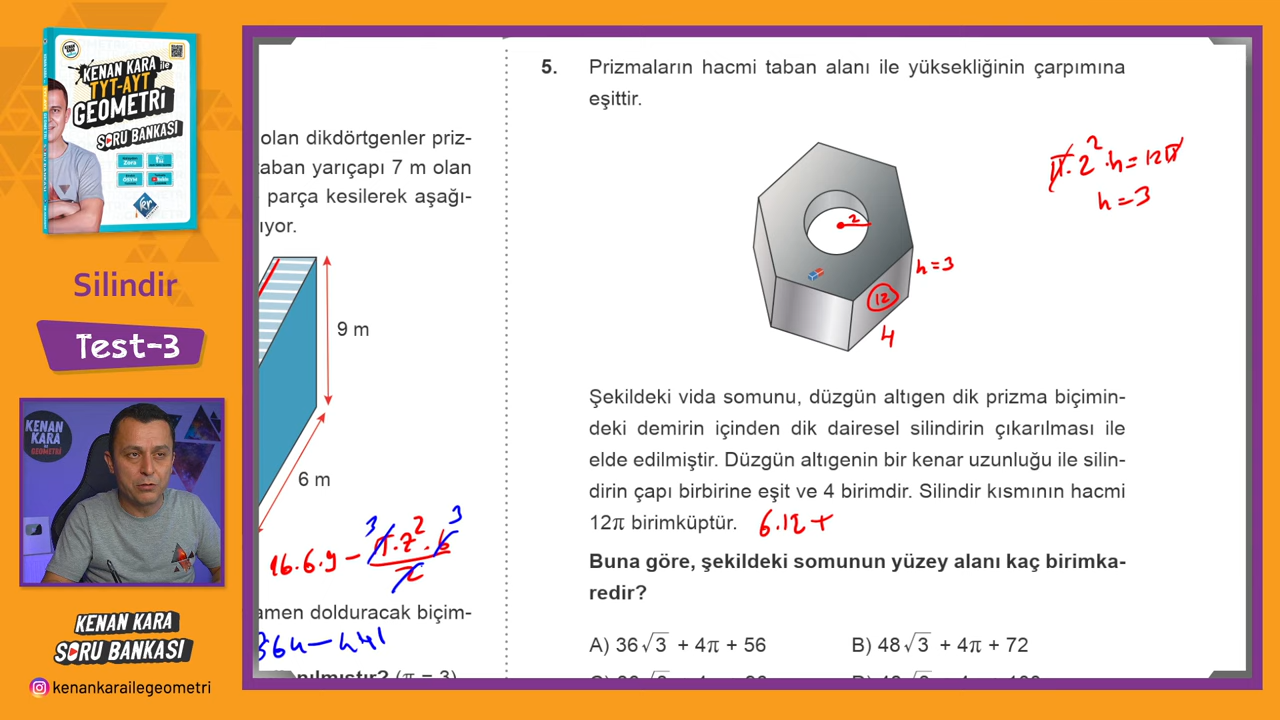 KENAN KARA ile
TYT-AYT
GEOMETRİ
SORU BANKASI
Silindir
Test-3
KENAN
KARA
GEOMETRİ
KENAN KARA
SORU BANKASI
kenankarailegeometri
olan dikdörtgenler priz-
taban yarıçapı 7 m olan
parça kesilerek aşağı-
ıyor.
9 m
6 m
amen dolduracak biçim-
5. Prizmaların hacmi taban alanı ile yüksekliğinin çarpımına
eşittir.
π.2².h=12π
h=3
2
h=3
12
4
Şekildeki vida somunu, düzgün altıgen dik prizma biçimin-
deki demirin içinden dik dairesel silindirin çıkarılması ile
elde edilmiştir. Düzgün altıgenin bir kenar uzunluğu ile silin-
dirin çapı birbirine eşit ve 4 birimdir. Silindir kısmının hacmi
12π birimküptür. 6.12+
Buna göre, şekildeki somunun yüzey alanı kaç birimka-
redir?
A) 36√3 + 4π + 56 B) 48√3 + 4π + 72